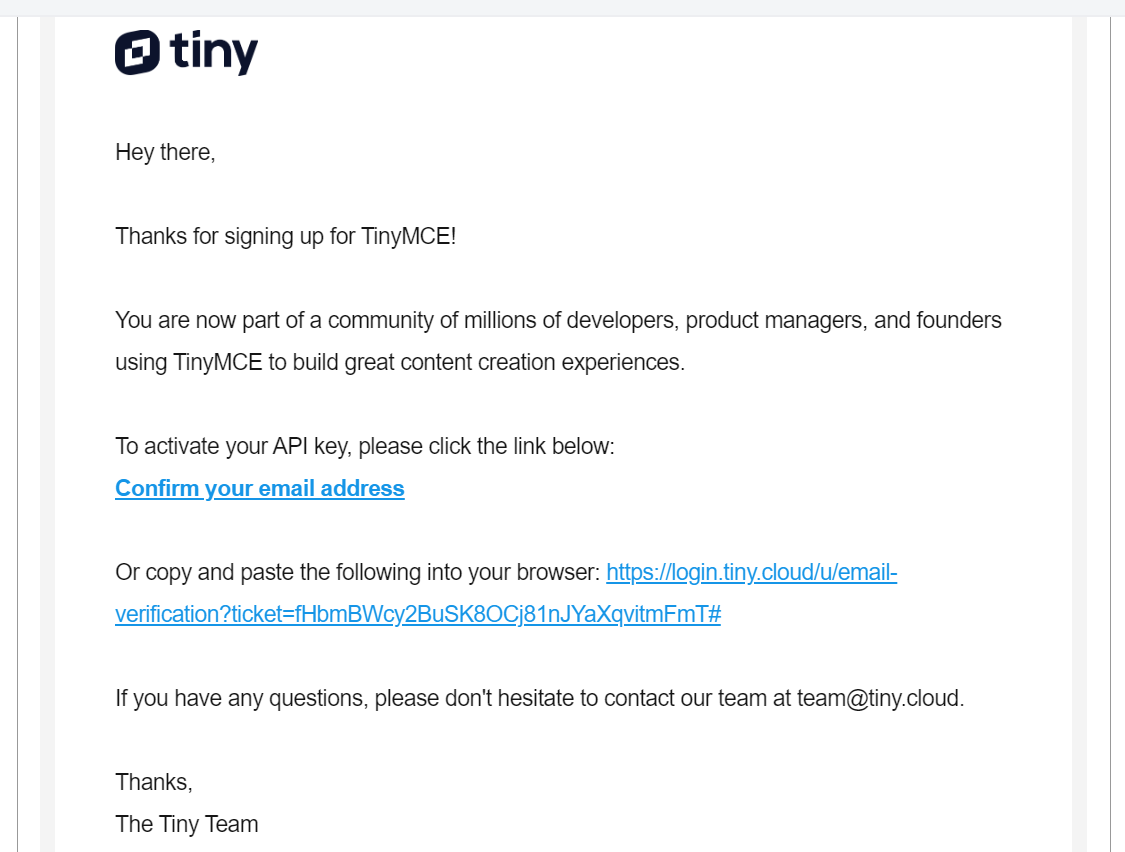 tiny
Hey there,
Thanks for signing up for TinyMCE!
You are now part of a community of millions of developers, product managers, and founders
using TinyMCE to build great content creation experiences.
To activate your API key, please click the link below:
Confirm your email address
Or copy and paste the following into your browser: https://login.tiny.cloud/u/email-
verification?ticket=fHbmBWcy2BuSK8OCj81nJYaXqvitmFmT#
If you have any questions, please don't hesitate to contact our team at team@tiny.cloud.
Thanks,
The Tiny Team